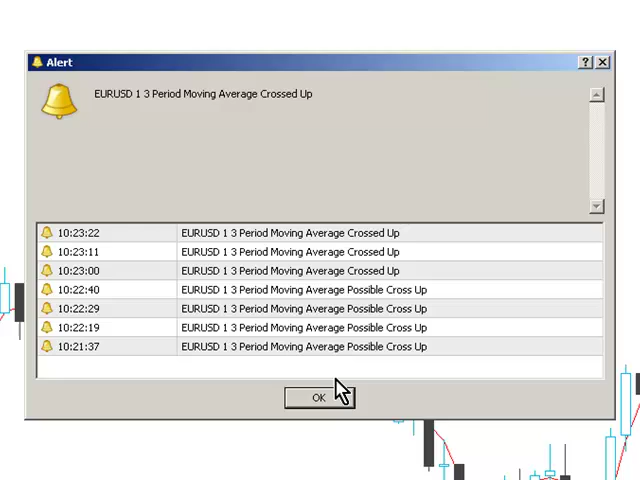 Alert
EURUSD 1 3 Period Moving Average Crossed Up
10:23:22 EURUSD 1 3 Period Moving Average Crossed Up
10:23:11 EURUSD 1 3 Period Moving Average Crossed Up
10:23:00 EURUSD 1 3 Period Moving Average Crossed Up
10:22:40 EURUSD 1 3 Period Moving Average Possible Cross Up
10:22:29 EURUSD 1 3 Period Moving Average Possible Cross Up
10:22:19 EURUSD 1 3 Period Moving Average Possible Cross Up
10:21:37 EURUSD 1 3 Period Moving Average Possible Cross Up
OK